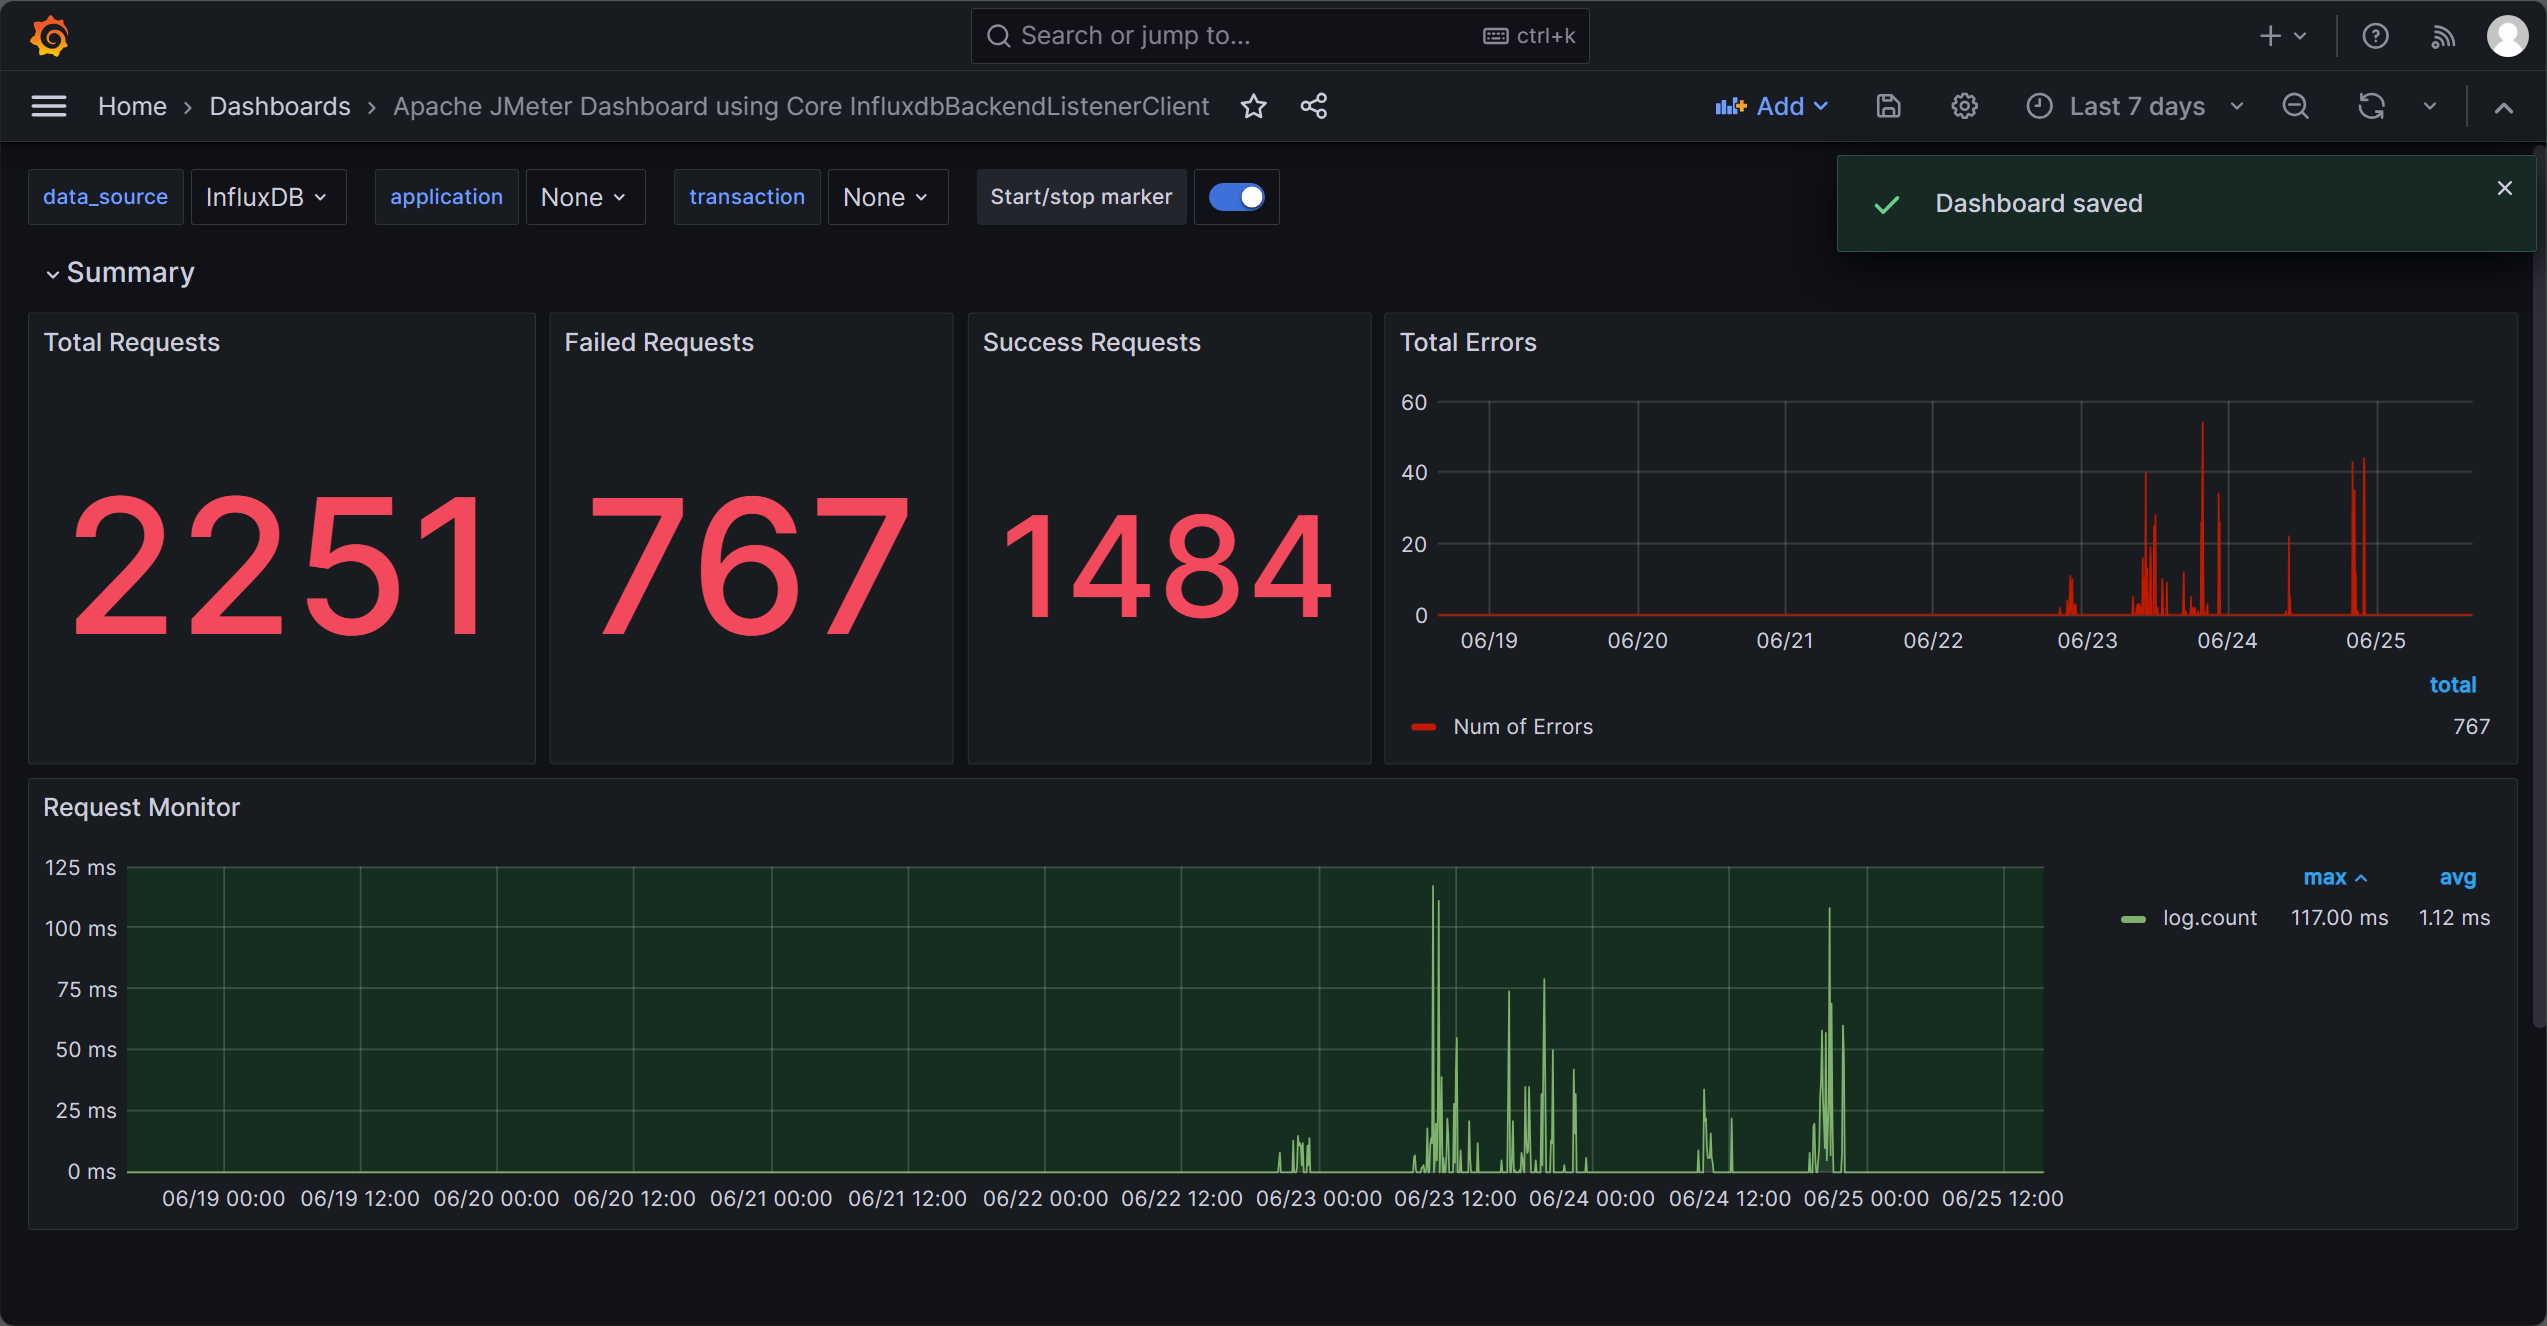 Search or jump to...
ctrl+k
Home › Dashboards › Apache JMeter Dashboard using Core InfluxdbBackendListenerClient
Add
Last 7 days
data_source InfluxDB
application None
transaction None
Start/stop marker
Dashboard saved
Summary
Total Requests
2251
Failed Requests
767
Success Requests
1484
Total Errors
60
40
20
0
06/19 06/20 06/21 06/22 06/23 06/24 06/25
total
Num of Errors 767
Request Monitor
125 ms
100 ms
75 ms
50 ms
25 ms
0 ms
06/19 00:00 06/19 12:00 06/20 00:00 06/20 12:00 06/21 00:00 06/21 12:00 06/22 00:00 06/22 12:00 06/23 00:00 06/23 12:00 06/24 00:00 06/24 12:00 06/25 00:00 06/25 12:00
max avg
log.count 117.00 ms 1.12 ms